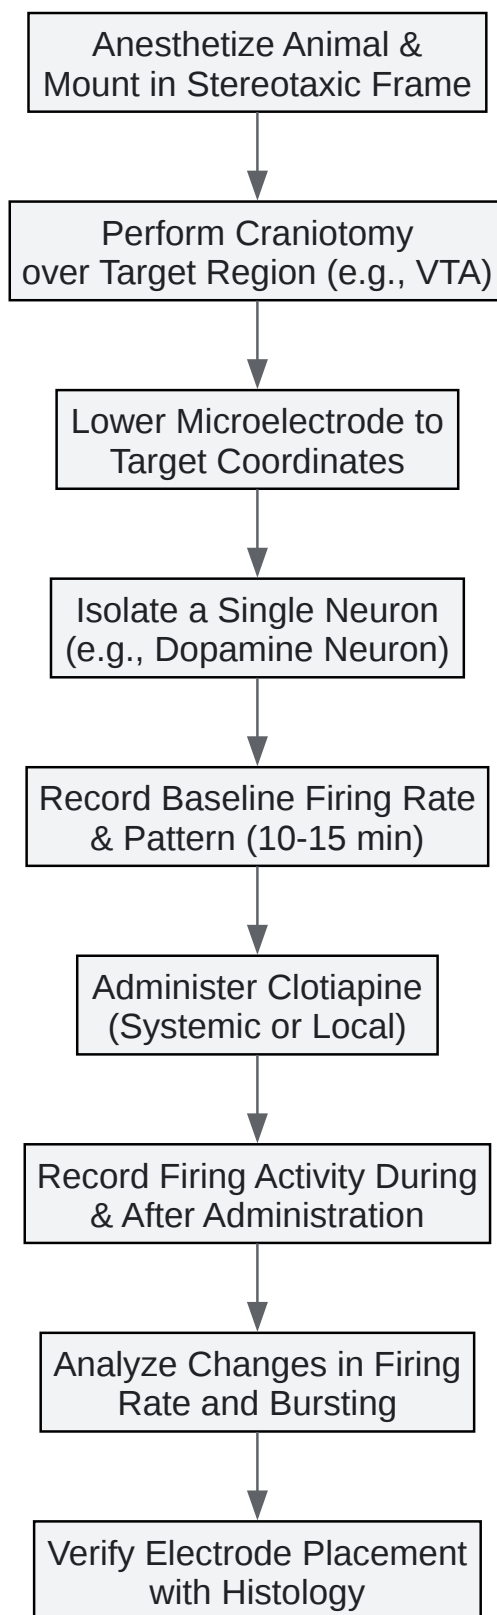 Anesthetize Animal &
Mount in Stereotaxic Frame
Perform Craniotomy
over Target Region (e.g., VTA)
Lower Microelectrode to
Target Coordinates
Isolate a Single Neuron
(e.g., Dopamine Neuron)
Record Baseline Firing Rate
& Pattern (10-15 min)
Administer Clotiapine
(Systemic or Local)
Record Firing Activity During
& After Administration
Analyze Changes in Firing
Rate and Bursting
Verify Electrode Placement
with Histology